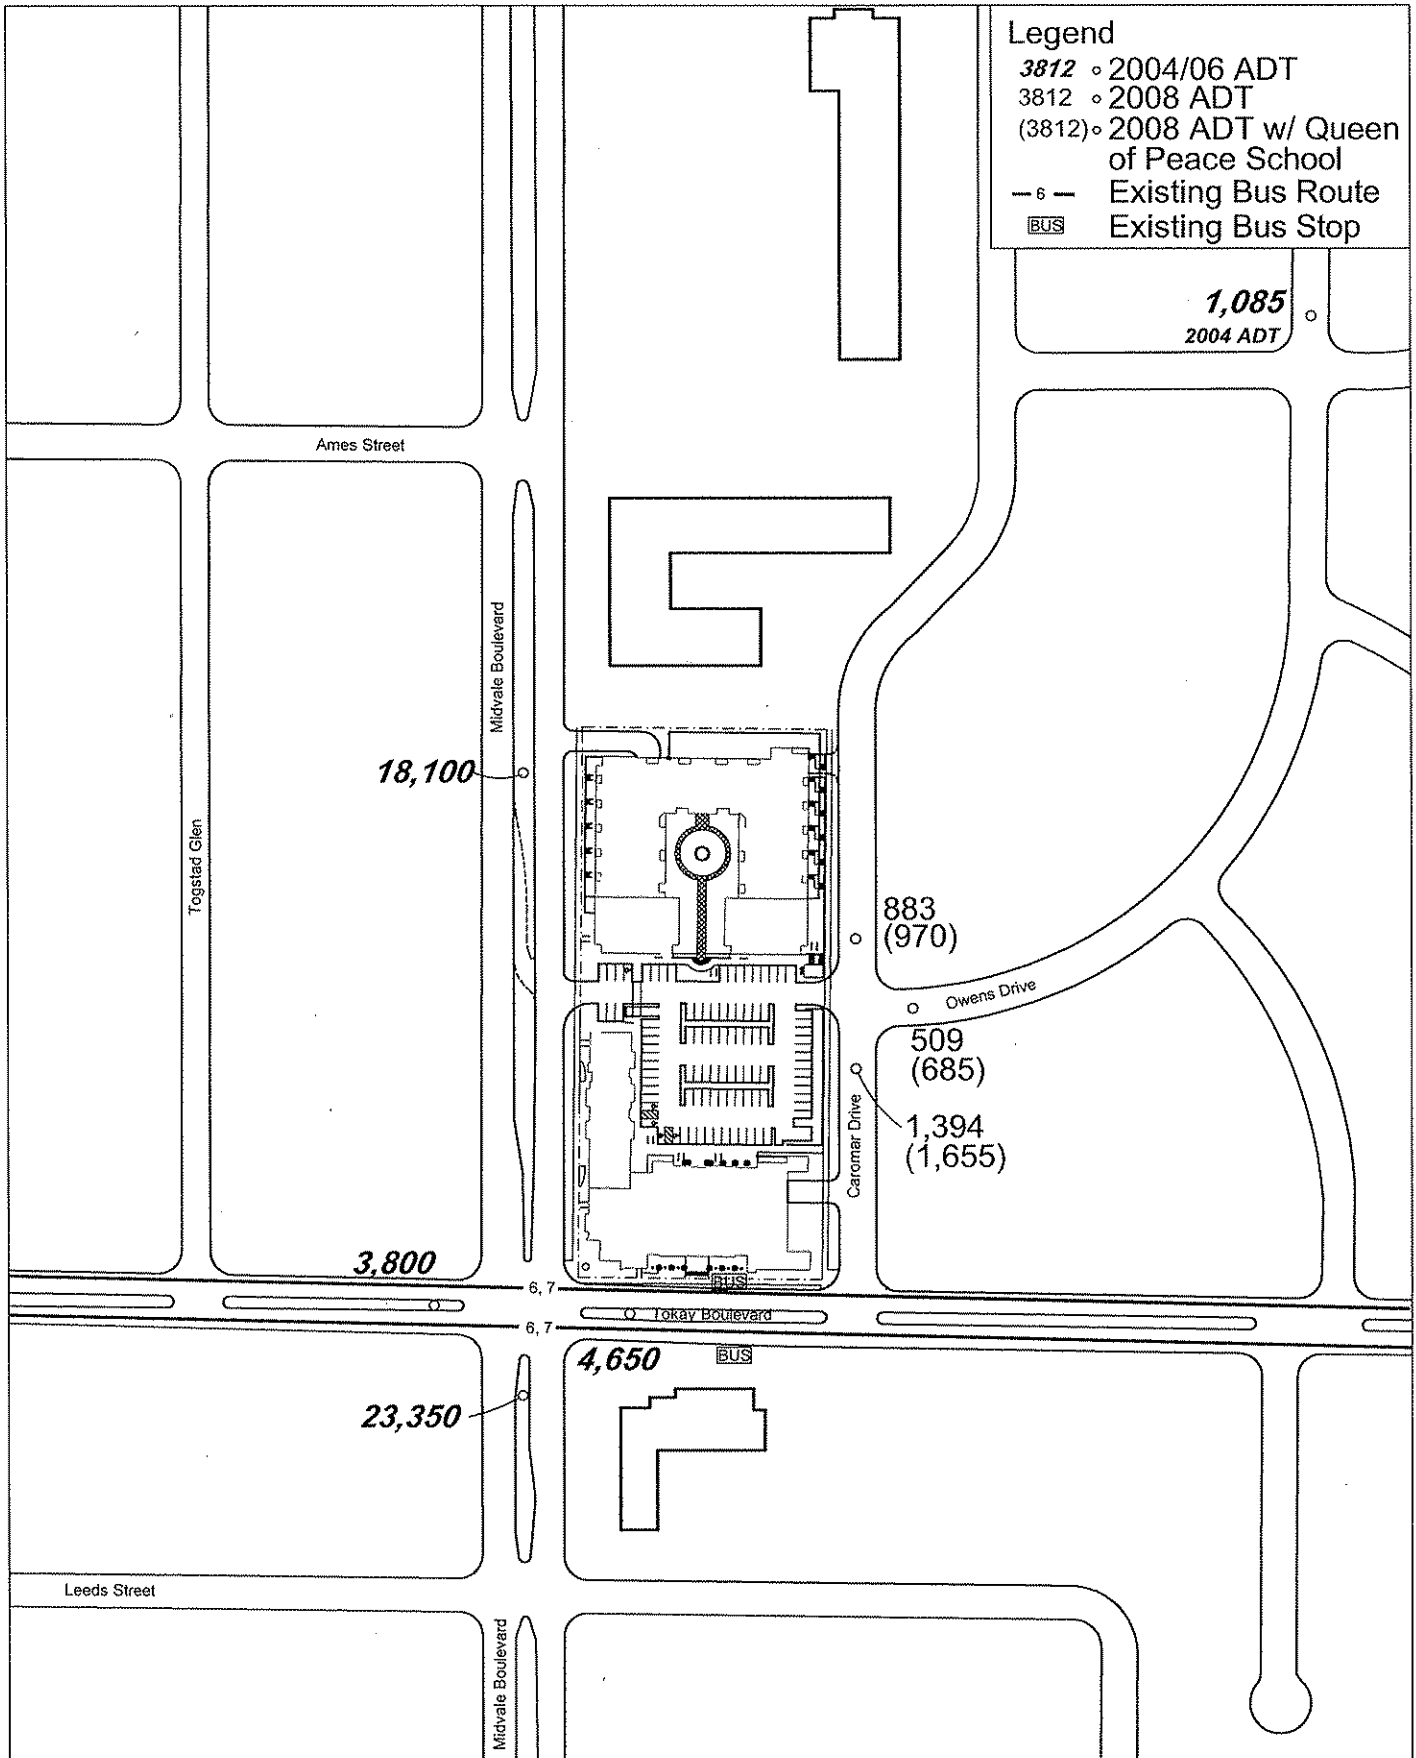 Legend
3812 2004/06 ADT
3812 2008 ADT
(3812) 2008 ADT w/ Queen
of Peace School
6 Existing Bus Route
BUS Existing Bus Stop
1,085
2004 ADT
Ames Street
Midvale Boulevard
18,100
Togstad Glen
883
(970)
Owens Drive
509
(685)
1,394
(1,655)
Caromar Drive
3,800
6, 7
BUS
Tokay Boulevard
6, 7
4,650
BUS
23,350
Leeds Street
Midvale Boulevard